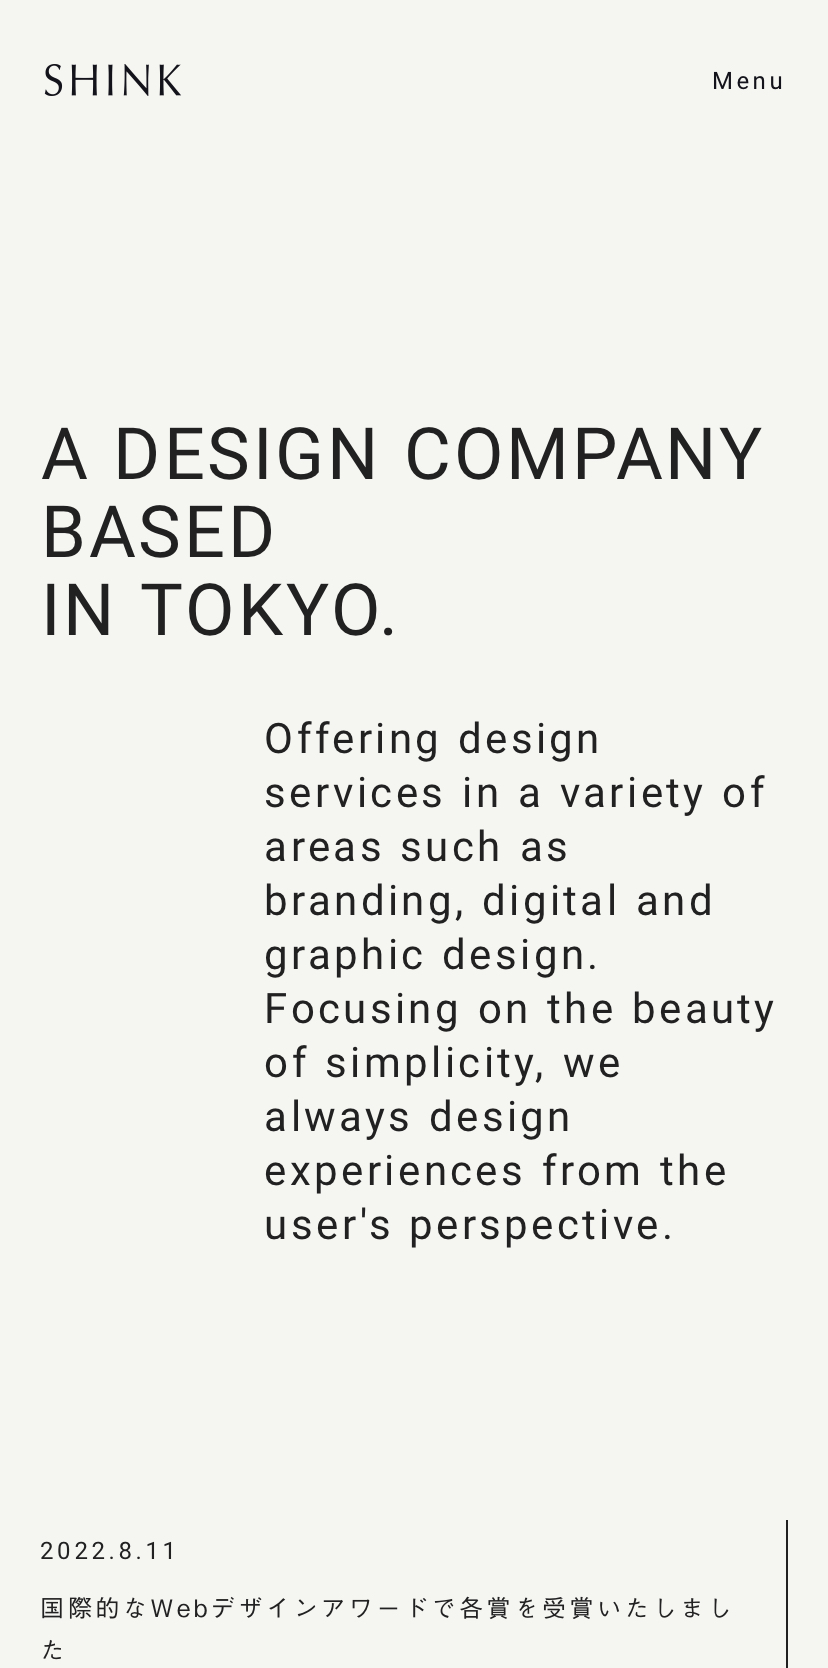 SHINK
Menu
A DESIGN COMPANY
BASED
IN TOKYO.
Offering design
services in a variety of
areas such as
branding, digital and
graphic design.
Focusing on the beauty
of simplicity, we
always design
experiences from the
user's perspective.
2022.8.11
国際的なWebデザインアワードで各賞を受賞いたしまし
た